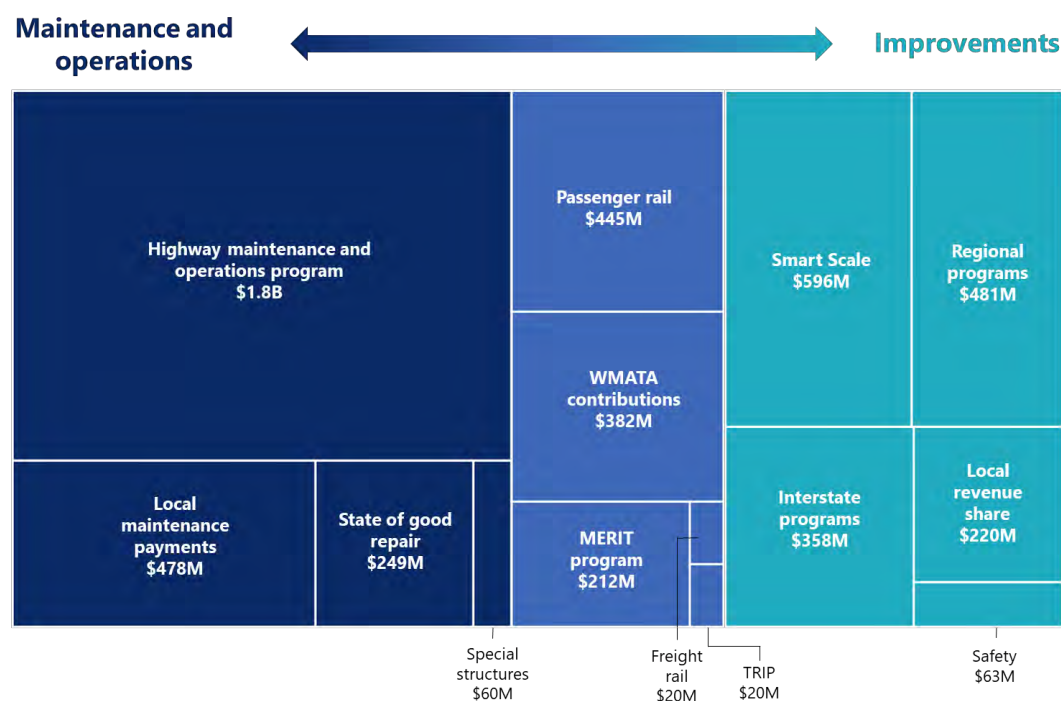 Maintenance and
operations
Improvements
Highway maintenance and
operations program
$1.8B
Local
maintenance
payments
$478M
State of good
repair
$249M
Special
structures
$60M
Passenger rail
$445M
WMATA
contributions
$382M
MERIT
program
$212M
Freight
rail
$20M
TRIP
$20M
Smart Scale
$596M
Regional
programs
$481M
Interstate
programs
$358M
Local
revenue
share
$220M
Safety
$63M